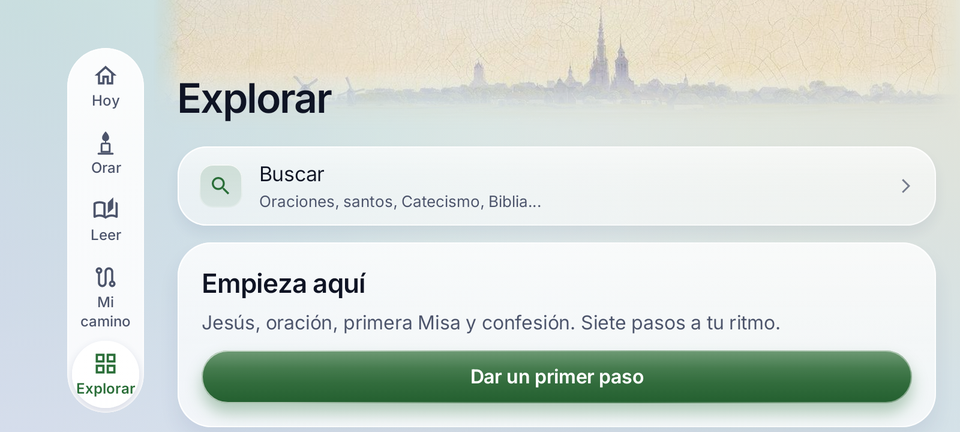 Explorar
Hoy
Orar
Leer
Mi
camino
Explorar
Buscar
Oraciones, santos, Catecismo, Biblia...
Empieza aquí
Jesús, oración, primera Misa y confesión. Siete pasos a tu ritmo.
Dar un primer paso